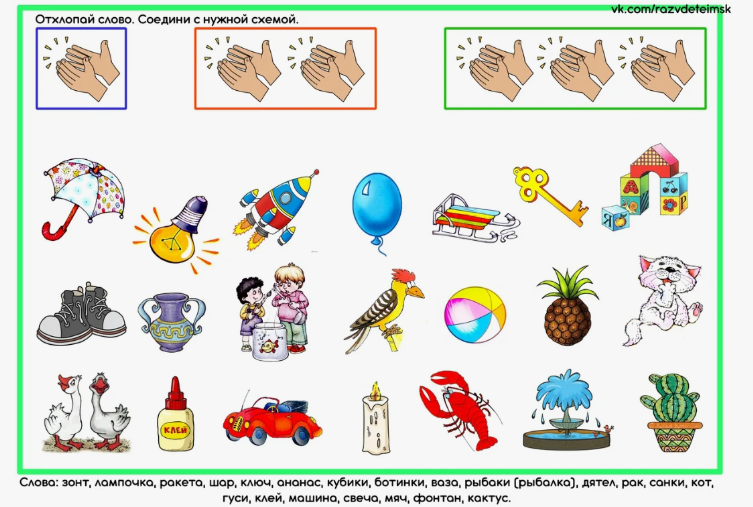 vk.com/razvdeteimsk
Отхлопай слово. Соедини с нужной схемой.
А
Я
Р
КЛЕЙ
Слова: зонт, лампочка, ракета, шар, ключ, ананас, кубики, ботинки, ваза, рыбаки (рыбалка), дятел, рак, санки, кот,
гуси, клей, машина, свеча, мяч, фонтан, кактус.